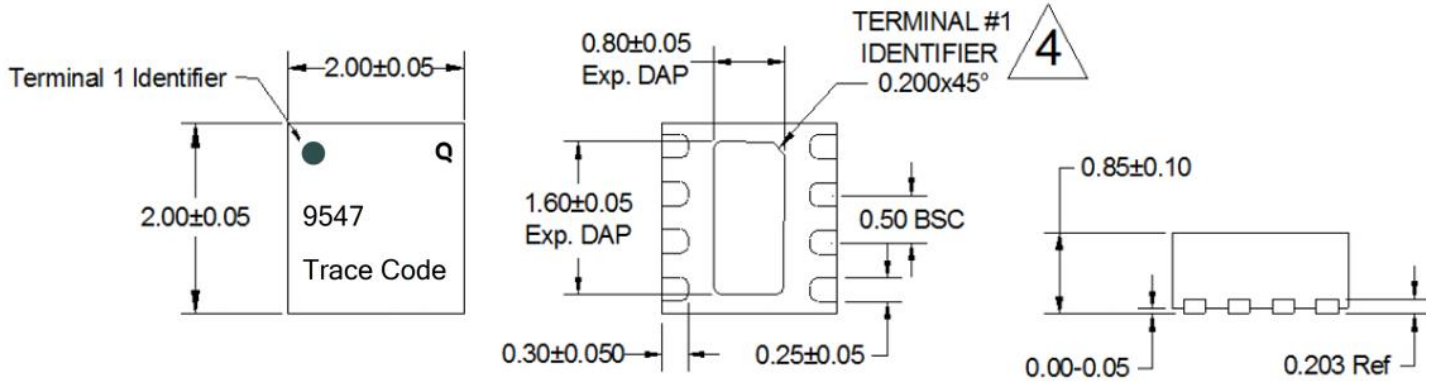 Terminal 1 Identifier
2.00±0.05
2.00±0.05
Q
9547
Trace Code
0.80±0.05
Exp. DAP
TERMINAL #1
IDENTIFIER
0.200x45°
4
1.60±0.05
Exp. DAP
0.50 BSC
0.30±0.050
0.25±0.05
0.85±0.10
0.00-0.05
0.203 Ref